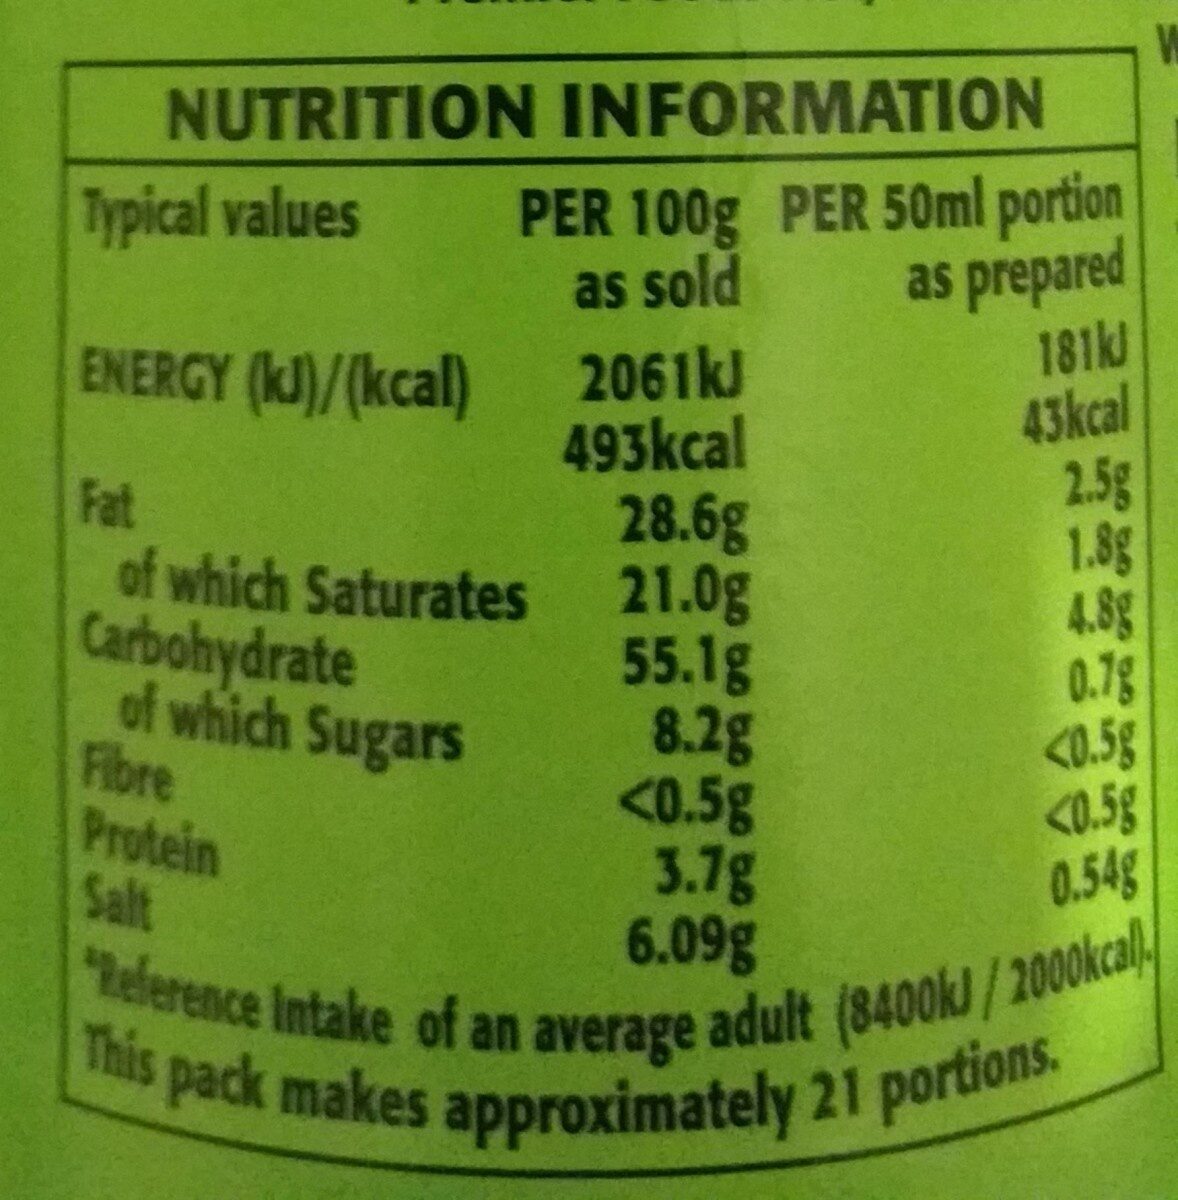 NUTRITION INFORMATION
Typical values PER 100g PER 50ml portion
as sold as prepared
ENERGY (kJ)/(kcal) 2061kJ 181kJ
493kcal 43kcal
Fat 28.6g 2.5g
of which Saturates 21.0g 1.8g
Carbohydrate 55.1g 4.8g
of which Sugars 8.2g 0.7g
Fibre <0.5g <0.5g
Protein 3.7g <0.5g
Salt 6.09g 0.54g
*Reference Intake of an average adult (8400kJ / 2000kcal).
This pack makes approximately 21 portions.